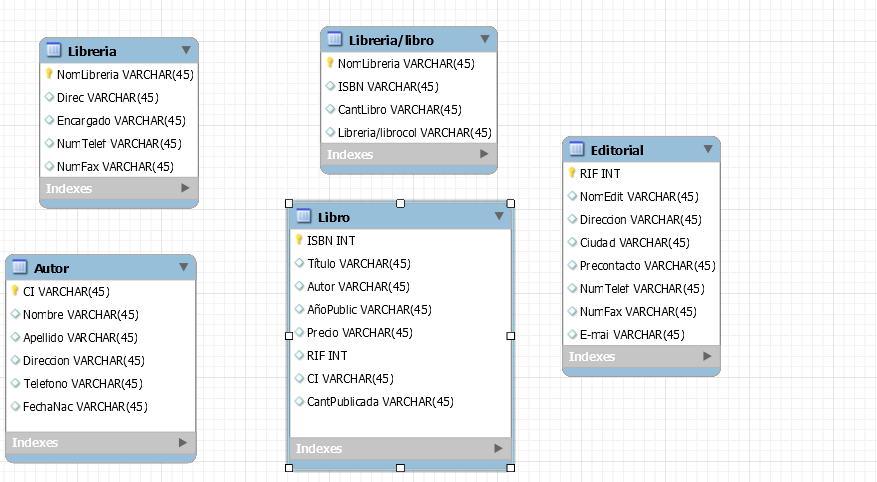 Libreria
NomLibreria VARCHAR(45)
Direc VARCHAR(45)
Encargado VARCHAR(45)
NumTelef VARCHAR(45)
NumFax VARCHAR(45)
Indexes
Libreria/libro
NomLibreria VARCHAR(45)
ISBN VARCHAR(45)
CantLibro VARCHAR(45)
Libreria/librocol VARCHAR(45)
Indexes
Editorial
RIF INT
NomEdit VARCHAR(45)
Direccion VARCHAR(45)
Ciudad VARCHAR(45)
Precontacto VARCHAR(45)
NumTelef VARCHAR(45)
NumFax VARCHAR(45)
E-mai VARCHAR(45)
Indexes
Autor
CI VARCHAR(45)
Nombre VARCHAR(45)
Apellido VARCHAR(45)
Direccion VARCHAR(45)
Telefono VARCHAR(45)
FechaNac VARCHAR(45)
Indexes
Libro
ISBN INT
Título VARCHAR(45)
Autor VARCHAR(45)
AñoPublic VARCHAR(45)
Precio VARCHAR(45)
RIF INT
CI VARCHAR(45)
CantPublicada VARCHAR(45)
Indexes